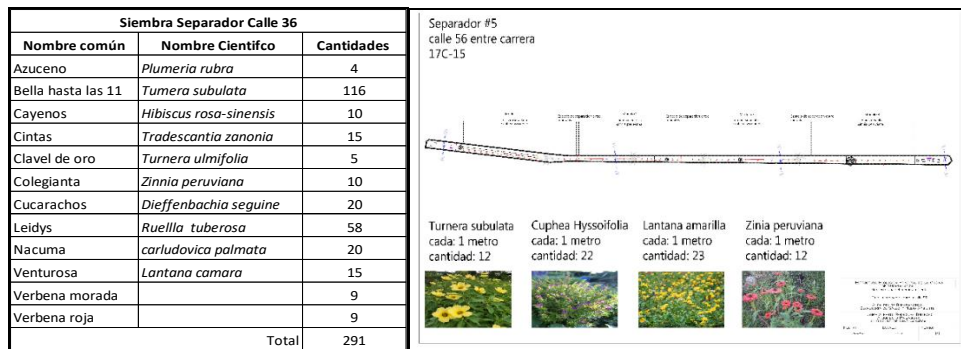 Siembra Separador Calle 36
Nombre común Nombre Cientifco Cantidades
Azuceno Plumeria rubra 4
Bella hasta las 11 Tumera subulata 116
Cayenos Hibiscus rosa-sinensis 10
Cintas Tradescantia zanonia 15
Clavel de oro Turnera ulmifolia 5
Colegianta Zinnia peruviana 10
Cucarachos Dieffenbachia seguine 20
Leidys Ruellla tuberosa 58
Nacuma carludovica palmata 20
Venturosa Lantana camara 15
Verbena morada 9
Verbena roja 9
Total 291
Separador #5
calle 56 entre carrera
17C-15
Turnera subulata
cada: 1 metro
cantidad: 12
Cuphea Hyssoifolia
cada: 1 metro
cantidad: 22
Lantana amarilla
cada: 1 metro
cantidad: 23
Zinia peruviana
cada: 1 metro
cantidad: 12